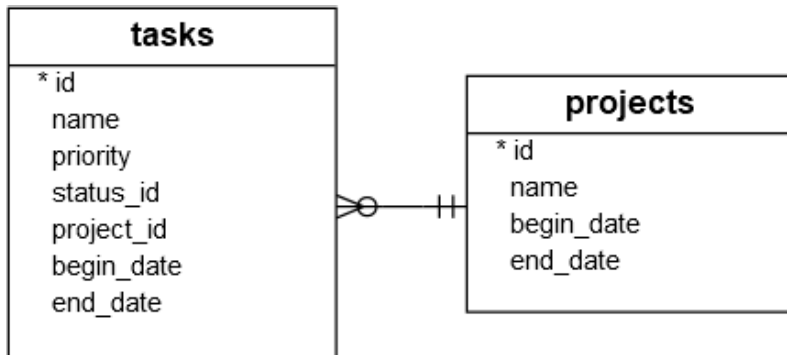 tasks
* id
name
priority
status_id
project_id
begin_date
end_date
projects
* id
name
begin_date
end_date